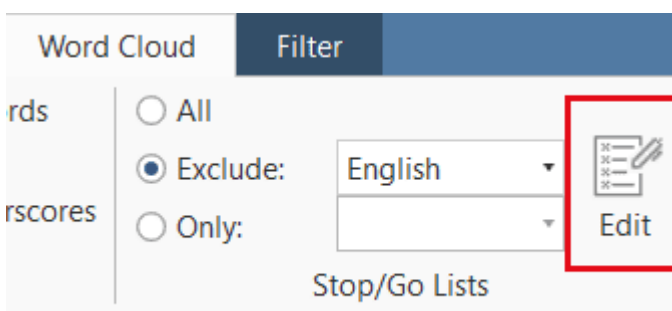 Word Cloud Filter
rds
All
Exclude: English
rscores
Only:
Edit
Stop/Go Lists